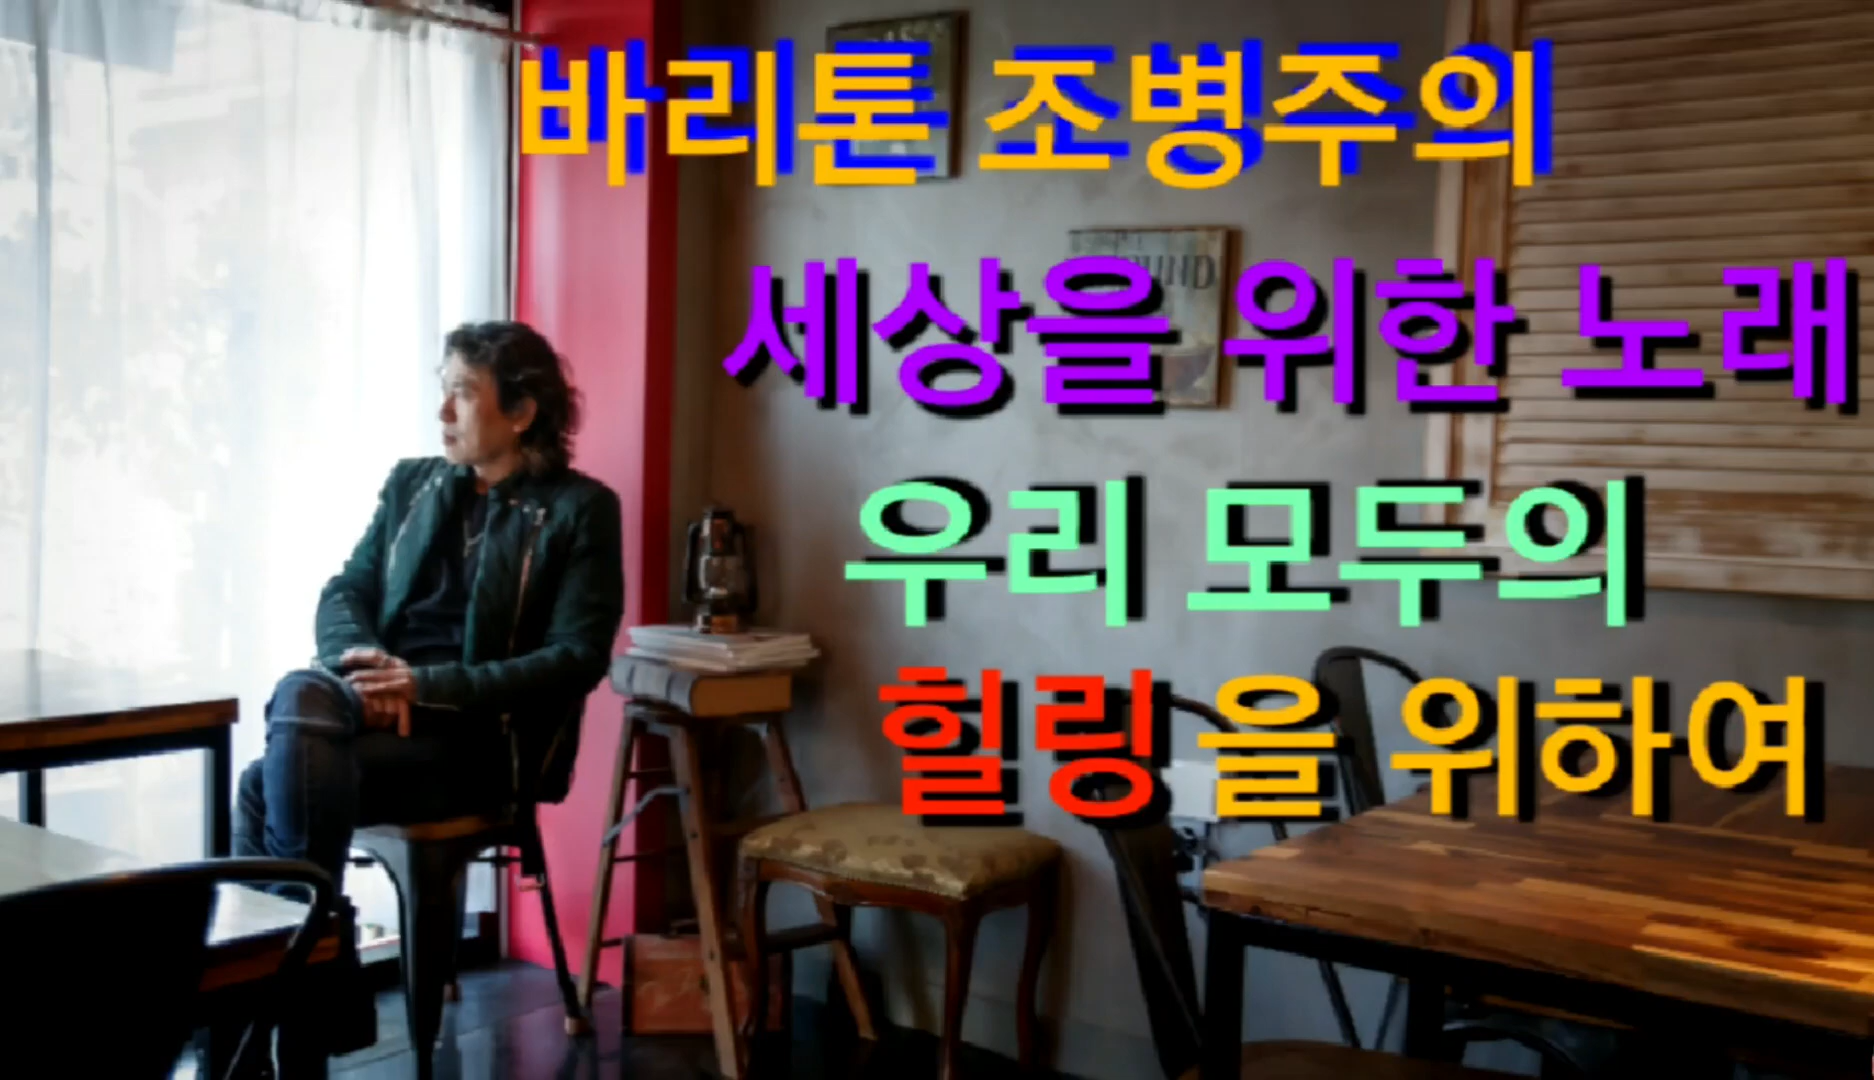 바리톤 조병주의
세상을 위한 노래
우리 모두의
힐링을 위하여